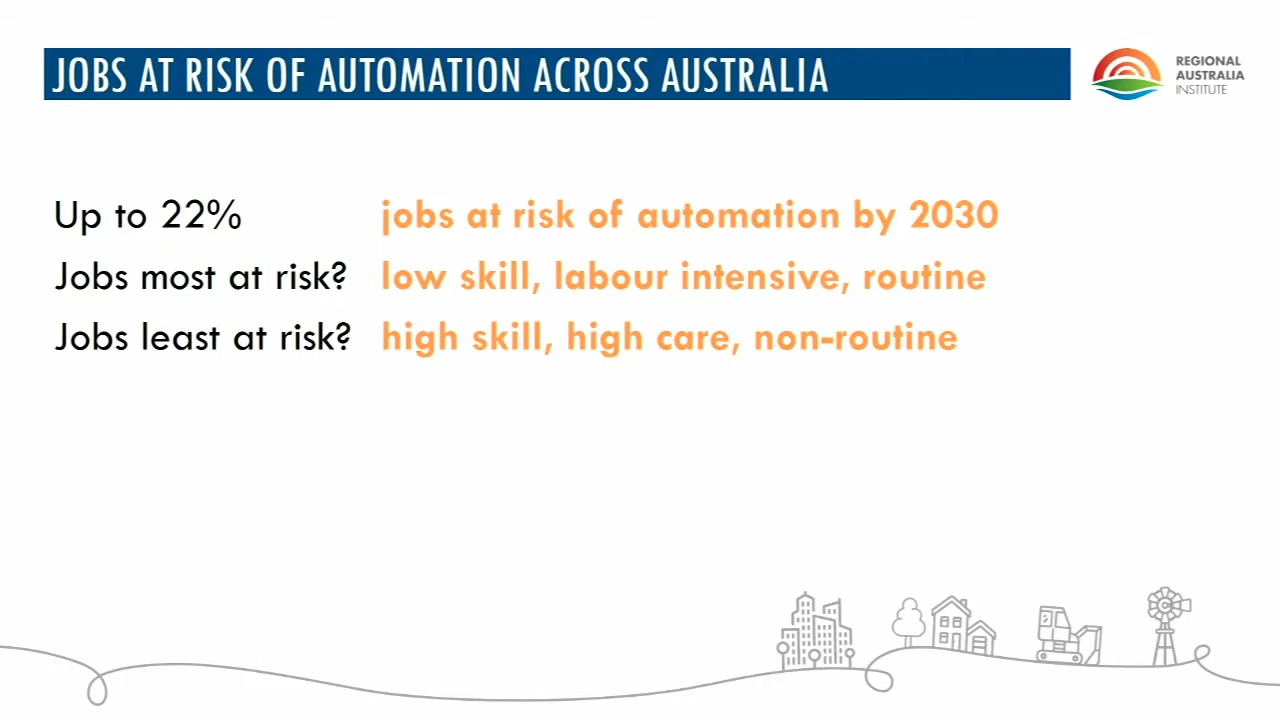 JOBS AT RISK OF AUTOMATION ACROSS AUSTRALIA
REGIONAL
AUSTRALIA
INSTITUTE
Up to 22% jobs at risk of automation by 2030
Jobs most at risk? low skill, labour intensive, routine
Jobs least at risk? high skill, high care, non-routine